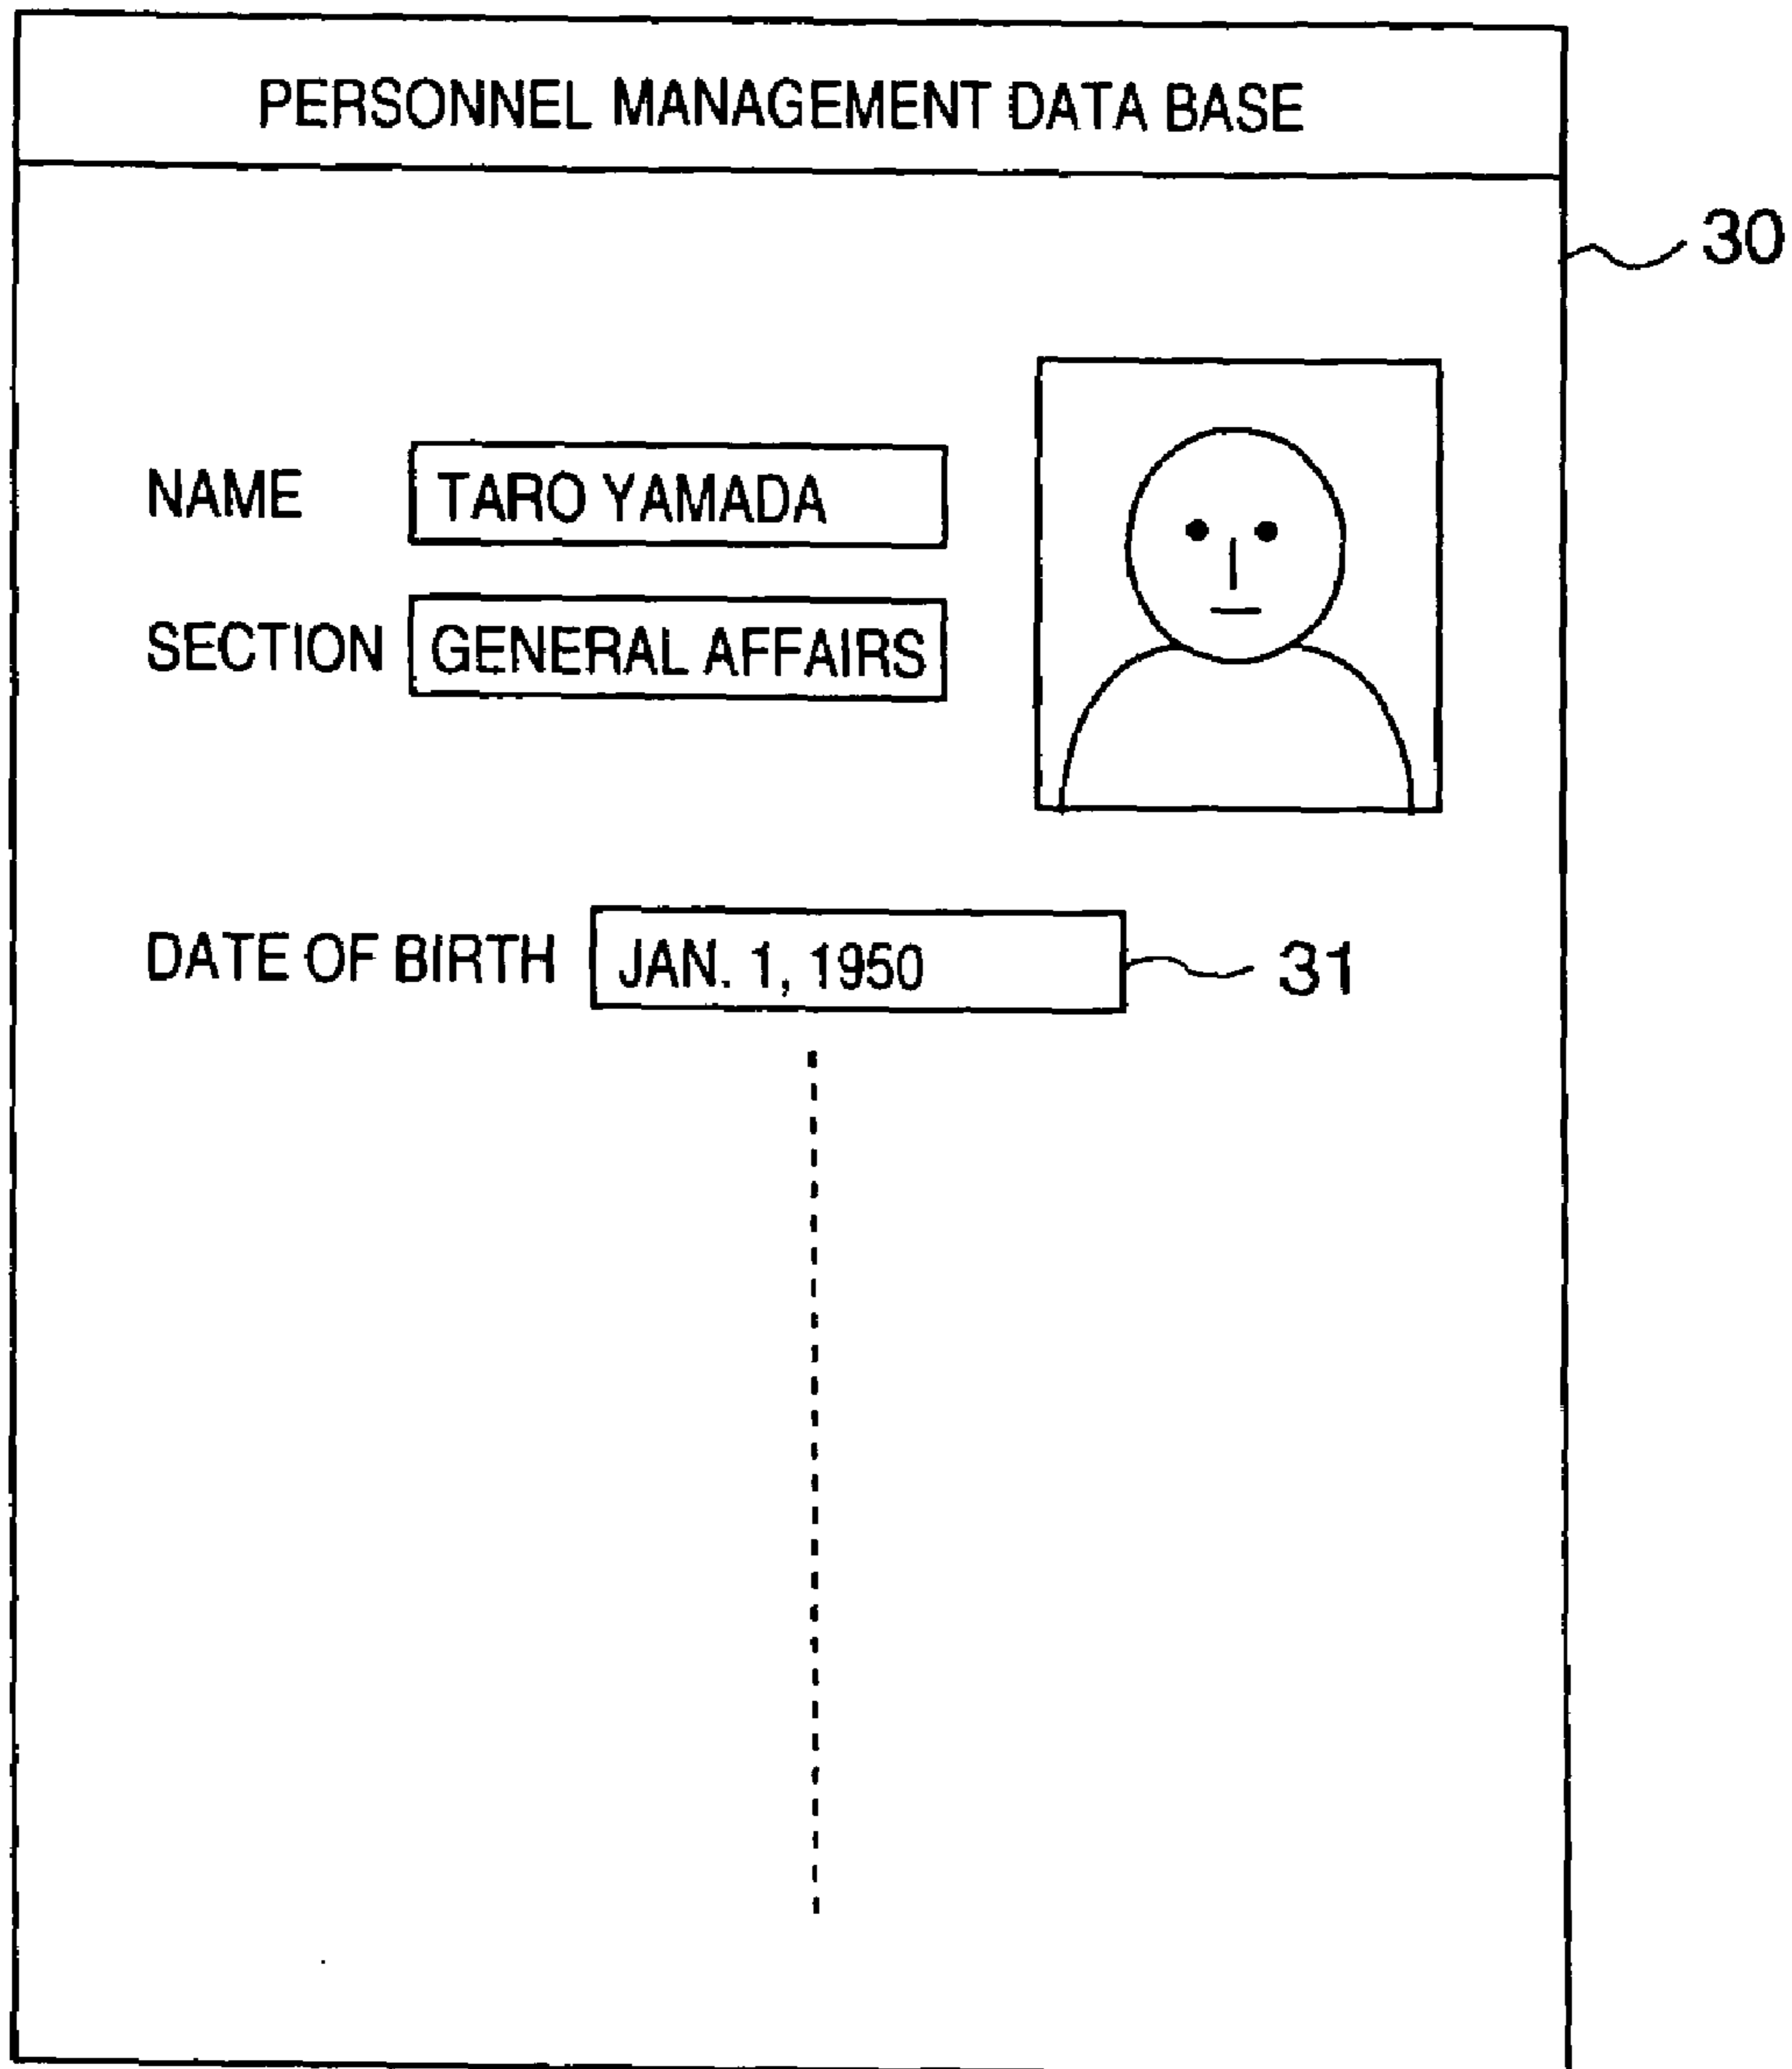 PERSONNEL MANAGEMENT DATA BASE
30
NAME TARO YAMADA
SECTION GENERAL AFFAIRS
DATE OF BIRTH JAN. 1, 1950 31